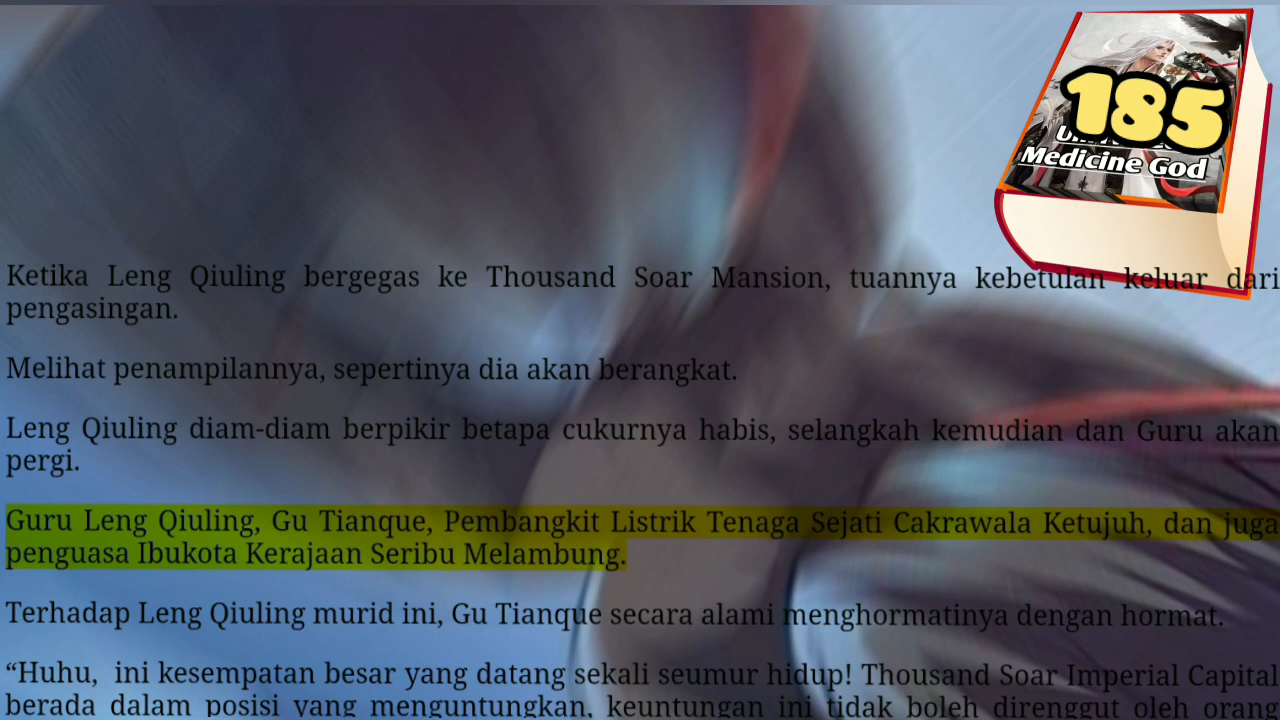 185
Medicine God
Ketika Leng Qiuling bergegas ke Thousand Soar Mansion, tuannya kebetulan keluar dari
pengasingan.
Melihat penampilannya, sepertinya dia akan berangkat.
Leng Qiuling diam-diam berpikir betapa cukurnya habis, selangkah kemudian dan Guru akan
pergi.
Guru Leng Qiuling, Gu Tianque, Pembangkit Listrik Tenaga Sejati Cakrawala Ketujuh, dan juga
penguasa Ibukota Kerajaan Seribu Melambung.
Terhadap Leng Qiuling murid ini, Gu Tianque secara alami menghormatinya dengan hormat.
“Huhu, ini kesempatan besar yang datang sekali seumur hidup! Thousand Soar Imperial Capital
berada dalam posisi yang menguntungkan, keuntungan ini tidak boleh direnggut oleh orang